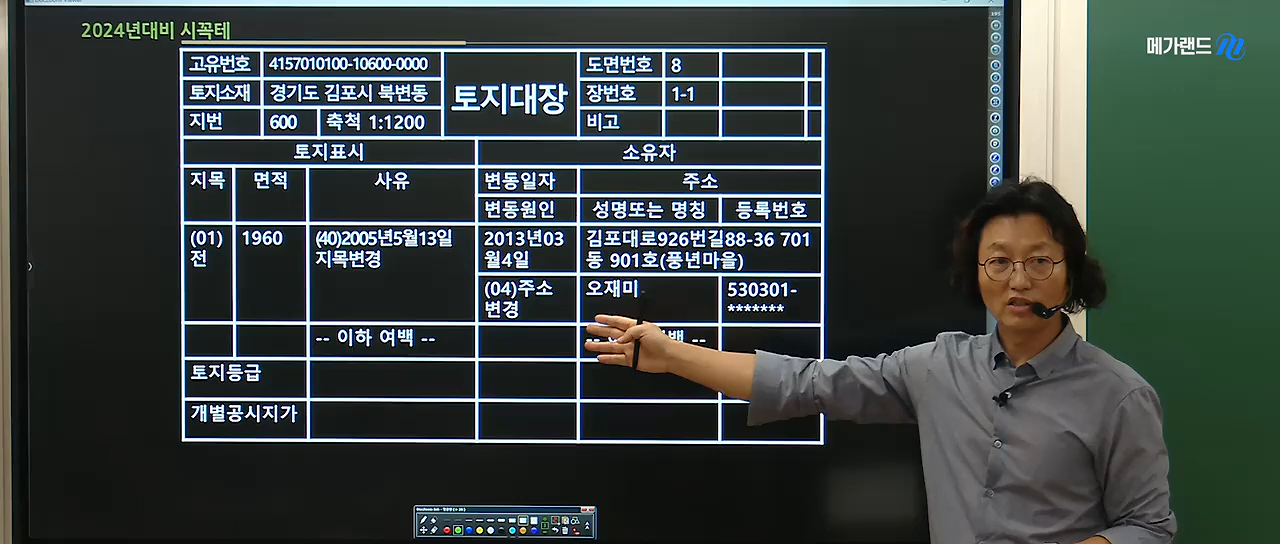 2024년대비 시꼭테
메가랜드
고유번호 4157010100-10600-0000 토지대장 도면번호 8
토지소재 경기도 김포시 북변동 장번호 1-1
지번 600 축척 1:1200 비고
토지표시 소유자
지목 면적 사유 변동일자 주소
변동원인 성명또는 명칭 등록번호
(01) 1960 (40)2005년5월13일 2013년03 김포대로926번길88-36 701
전 지목변경 월4일 동 901호(풍년마을)
(04)주소 오재미 530301-
변경 *******
-- 이하 여백 -- 백 --
토지등급
개별공시지가